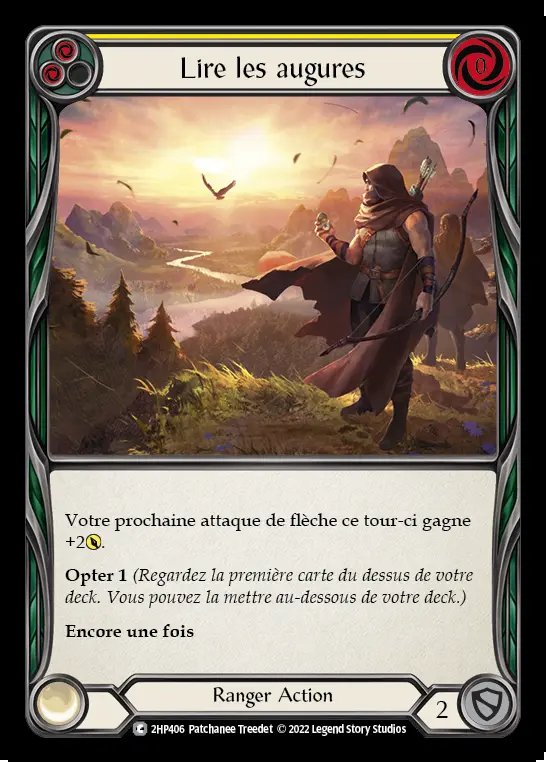 Lire les augures
0
Votre prochaine attaque de flèche ce tour-ci gagne
+2.
Opter 1 (Regardez la première carte du dessus de votre
deck. Vous pouvez la mettre au-dessous de votre deck.)
Encore une fois
Ranger Action
2
C 2HP406 Patchanee Treedet © 2022 Legend Story Studios